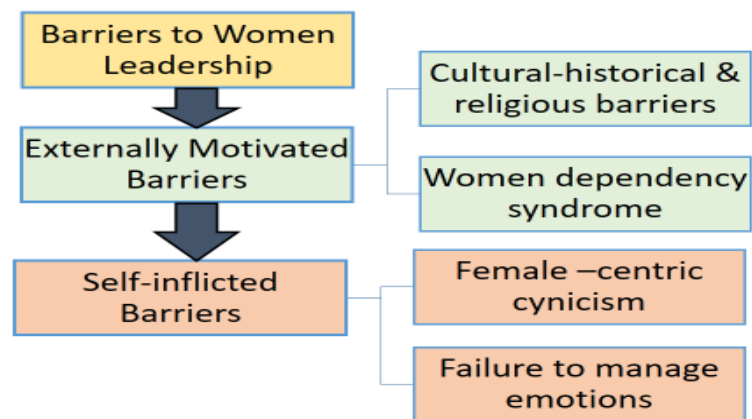 Barriers to Women
Leadership
Externally Motivated
Barriers
Cultural-historical &
religious barriers
Women dependency
syndrome
Self-inflicted
Barriers
Female –centric
cynicism
Failure to manage
emotions